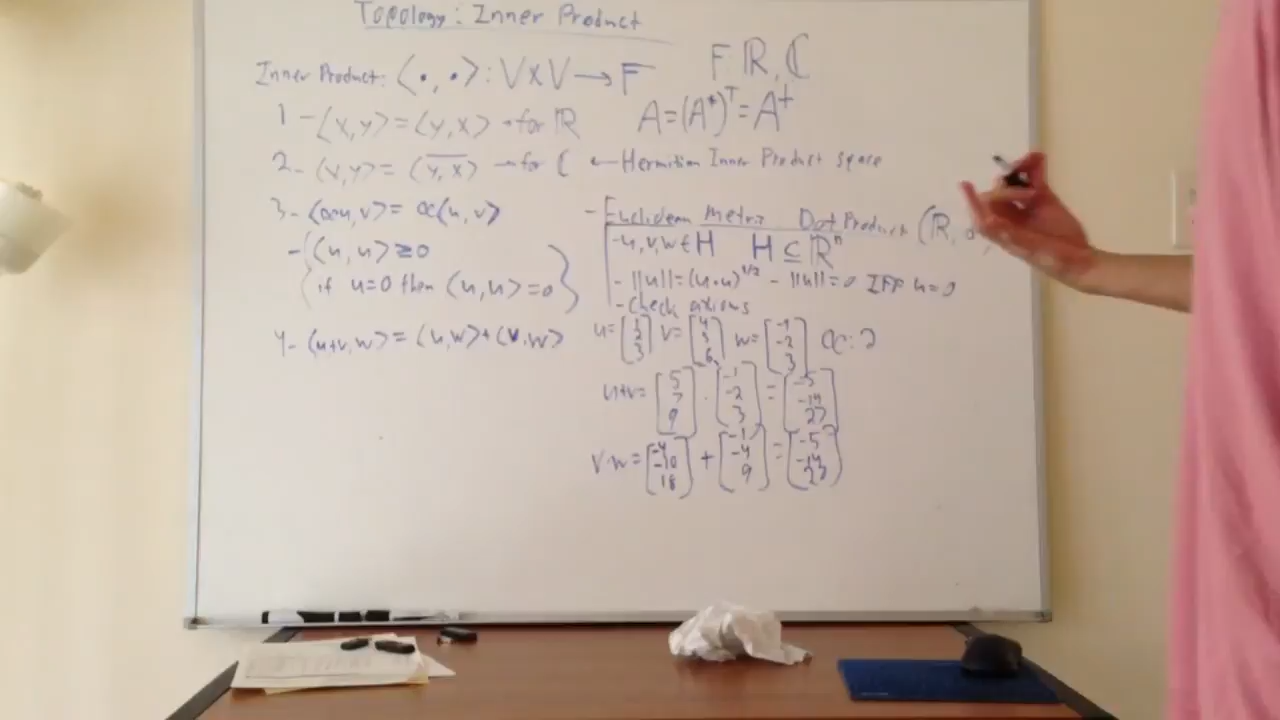 Topology: Inner Product
Inner Product: ⟨•, •⟩: V×V → F
F ℝ, ℂ
1 - ⟨x,y⟩ = ⟨y,x⟩ → for ℝ
A = (A*)ᵀ = A†
2 - ⟨x,y⟩ = ⟨y,x⟩ → for ℂ ← Hermition Inner Product space
3 - ⟨∝u, v⟩ = ∝⟨u, v⟩
- ⟨u, u⟩ ≥ 0
if u=0 then ⟨u, u⟩ = 0
4 - ⟨u+v, w⟩ = ⟨u, w⟩ + ⟨v, w⟩
- Euclidean Metric Dot Product (ℝ,
- u, v, w ∈ H H ⊆ ℝⁿ
- ||u|| = (u•u)^1/2 - ||u|| = 0 IFF u = 0
- check axioms
u = [1 2 3] v = [4 5 6] w = [-1 -2 3] ∝: 2
u+v = [5 7 9] · [-1 -2 3] = [-5 -14 27]
v·w = [-4 -10 18] + [-1 -4 9] = [-5 -14 27]